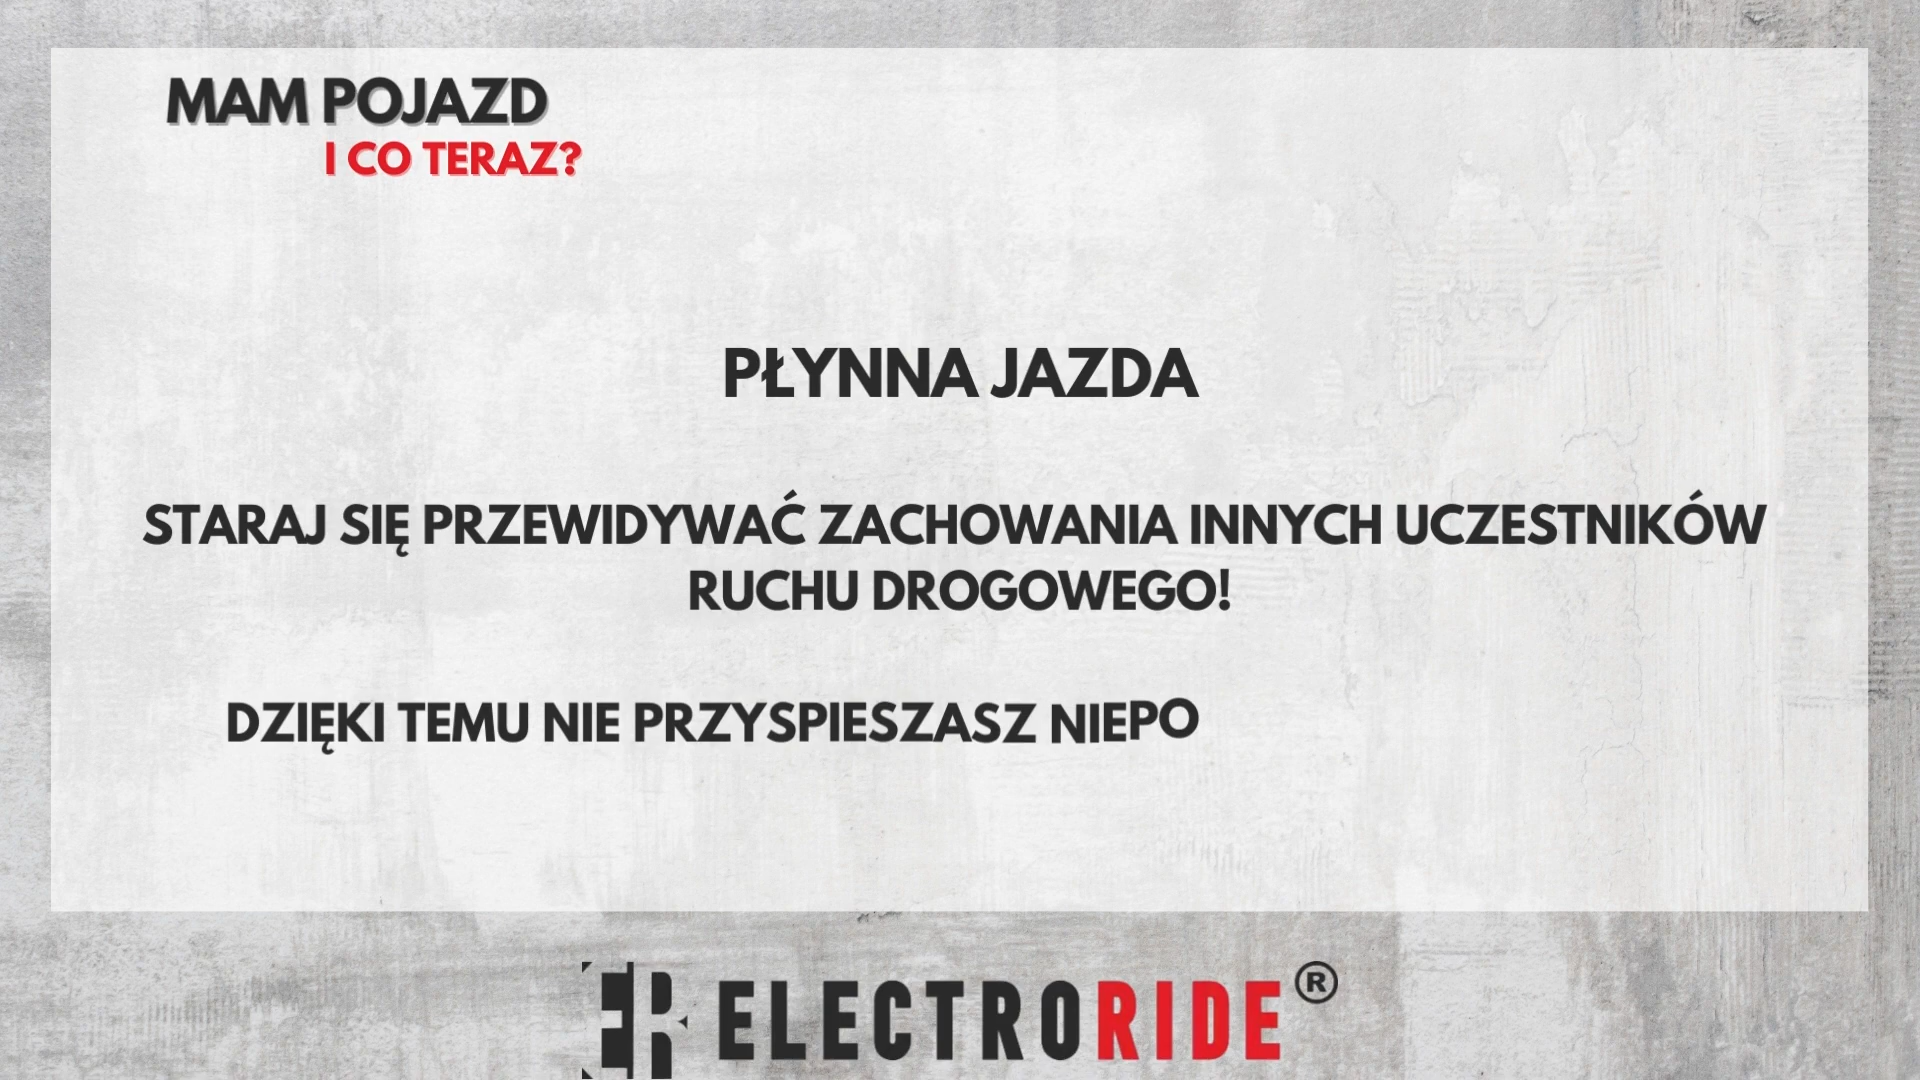 MAM POJAZD
I CO TERAZ?
PŁYNNA JAZDA
STARAJ SIĘ PRZEWIDYWAĆ ZACHOWANIA INNYCH UCZESTNIKÓW
RUCHU DROGOWEGO!
DZIĘKI TEMU NIE PRZYSPIESZASZ NIEPO
ELECTRORIDE®